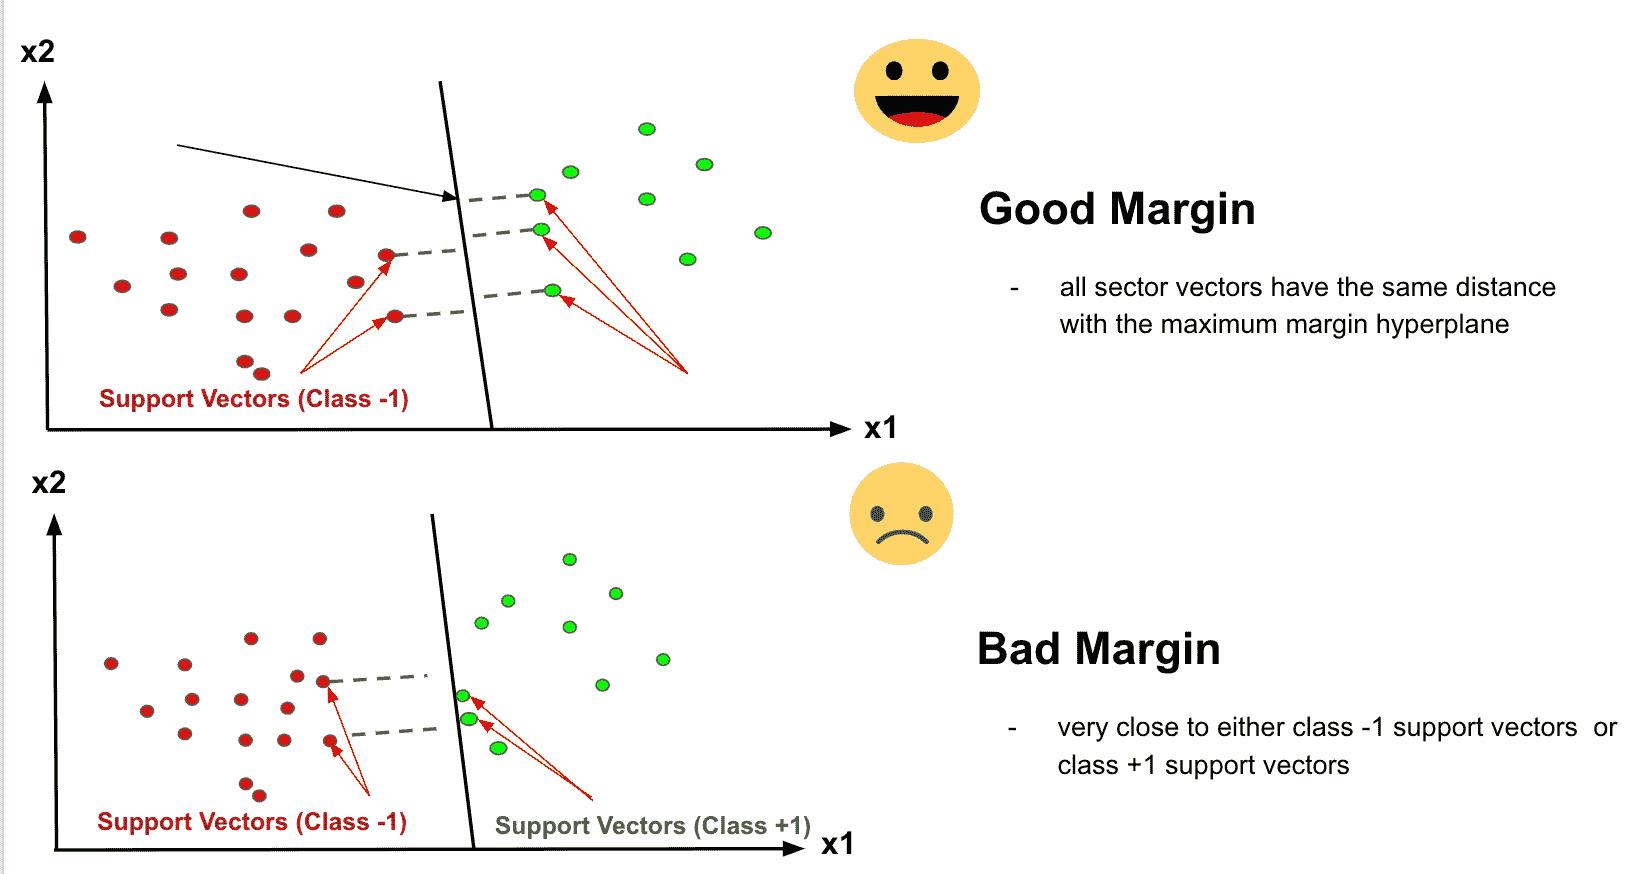 x2
Good Margin
- all sector vectors have the same distance
with the maximum margin hyperplane
Support Vectors (Class -1)
x1
x2
Bad Margin
- very close to either class -1 support vectors or
class +1 support vectors
Support Vectors (Class -1)
Support Vectors (Class +1)
x1